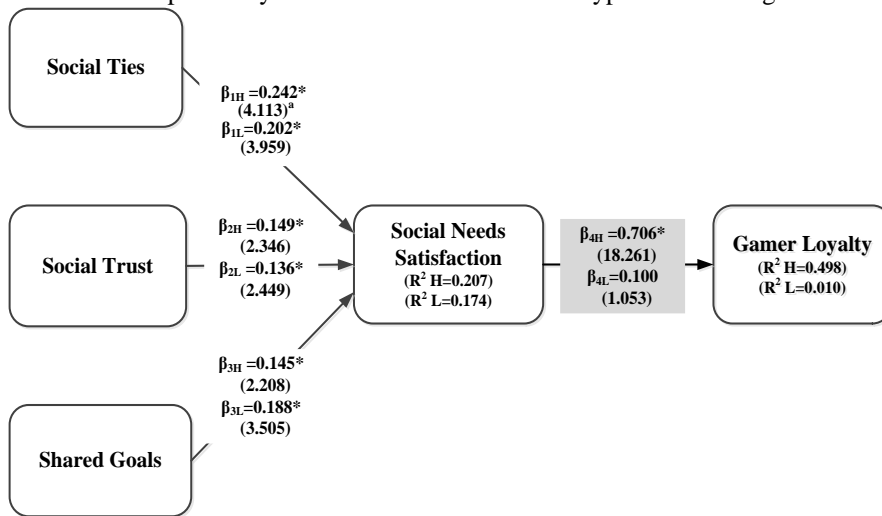 Social Ties
β1H =0.242*
(4.113)a
β1L=0.202*
(3.959)
Social Trust
β2H =0.149*
(2.346)
β2L =0.136*
(2.449)
Social Needs
Satisfaction
(R2 H=0.207)
(R2 L=0.174)
β4H =0.706*
(18.261)
β4L=0.100
(1.053)
Gamer Loyalty
(R2 H=0.498)
(R2 L=0.010)
β3H =0.145*
(2.208)
β3L=0.188*
(3.505)
Shared Goals